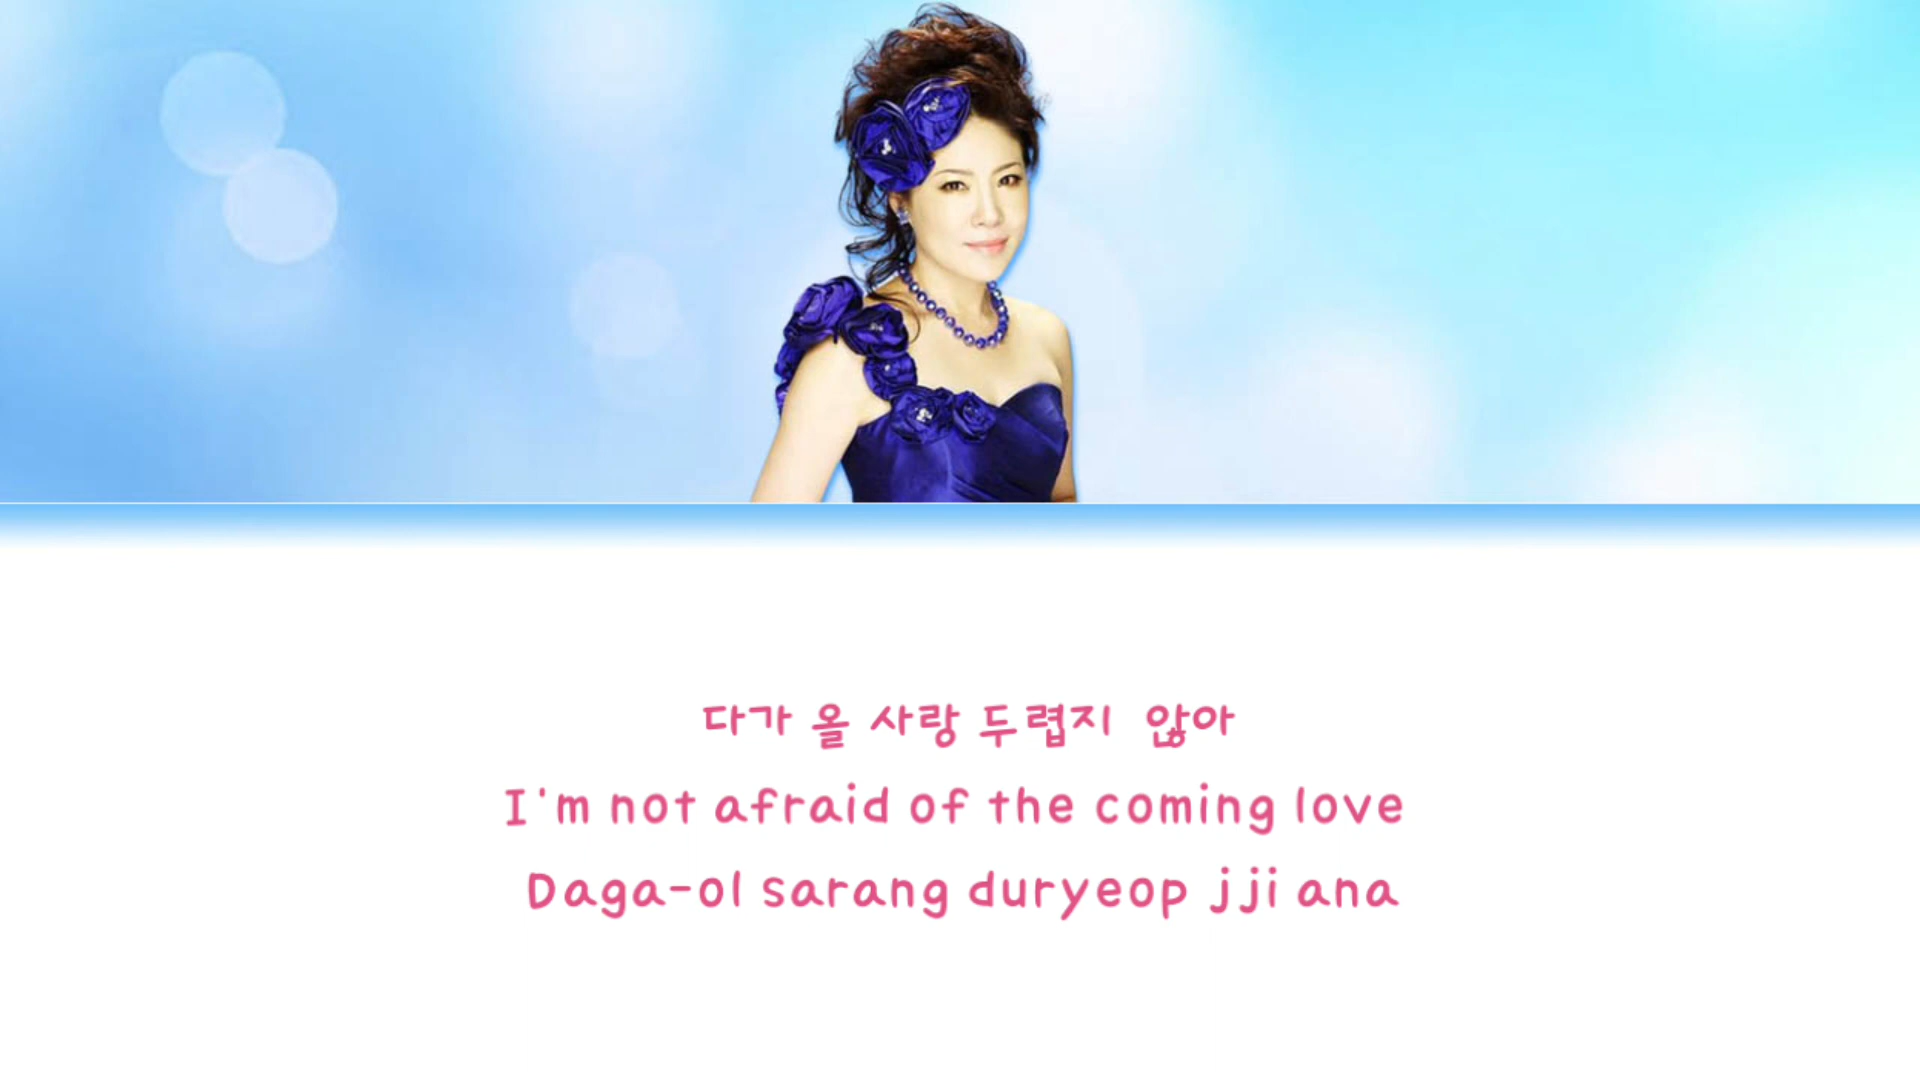 다가 올 사랑 두렵지 않아
I'm not afraid of the coming love
Daga-ol sarang duryeop jji ana